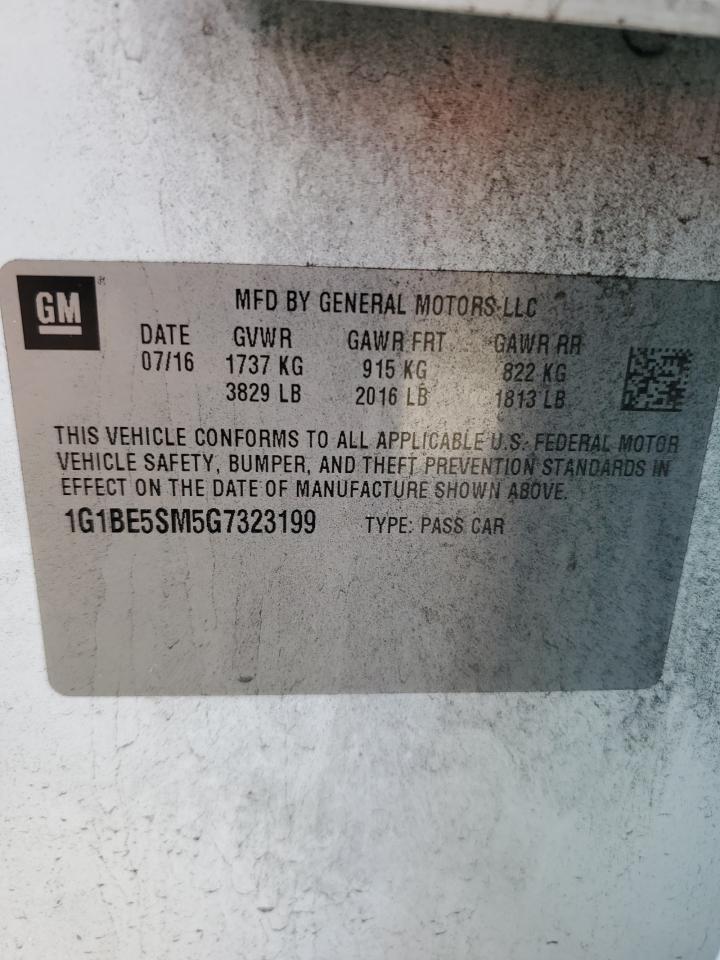 GM
MFD BY GENERAL MOTORS LLC
DATE GVWR GAWR FRT GAWR RR
07/16 1737 KG 915 KG 822 KG
3829 LB 2016 LB 1813 LB
THIS VEHICLE CONFORMS TO ALL APPLICABLE U.S. FEDERAL MOTOR
VEHICLE SAFETY, BUMPER, AND THEFT PREVENTION STANDARDS IN
EFFECT ON THE DATE OF MANUFACTURE SHOWN ABOVE.
1G1BE5SM5G7323199 TYPE: PASS CAR